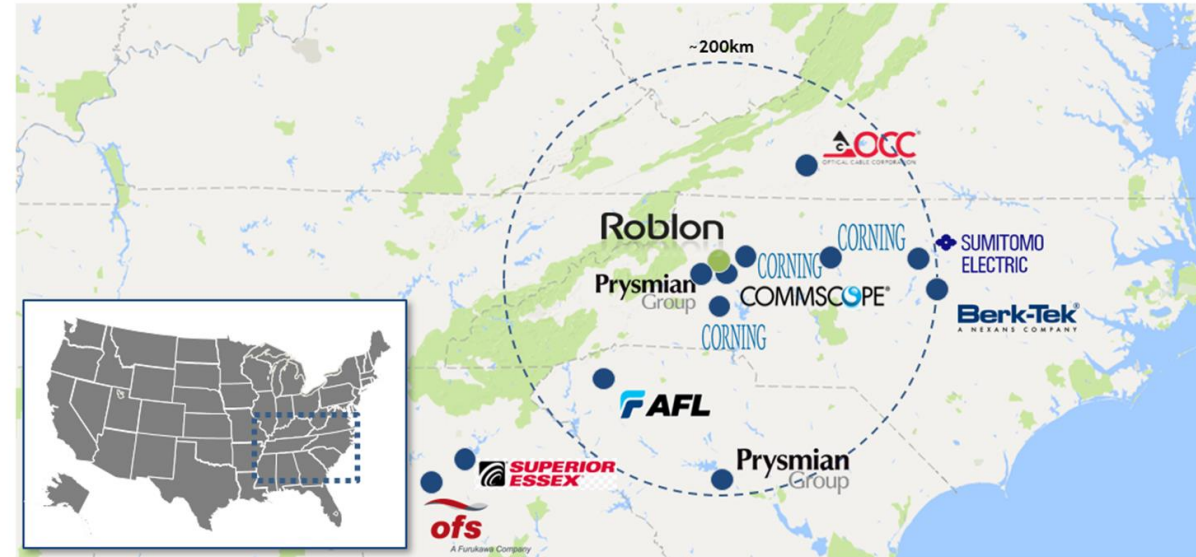 ~200km
OCC
OPTICAL CABLE CORPORATION
Roblon
CORNING
SUMITOMO
ELECTRIC
Prysmian
Group
CORNING
COMMSCOPE®
Berk-Tek®
A NEXANS COMPANY
CORNING
AFL
Prysmian
Group
SUPERIOR
ESSEX
ofs
A Furukawa Company